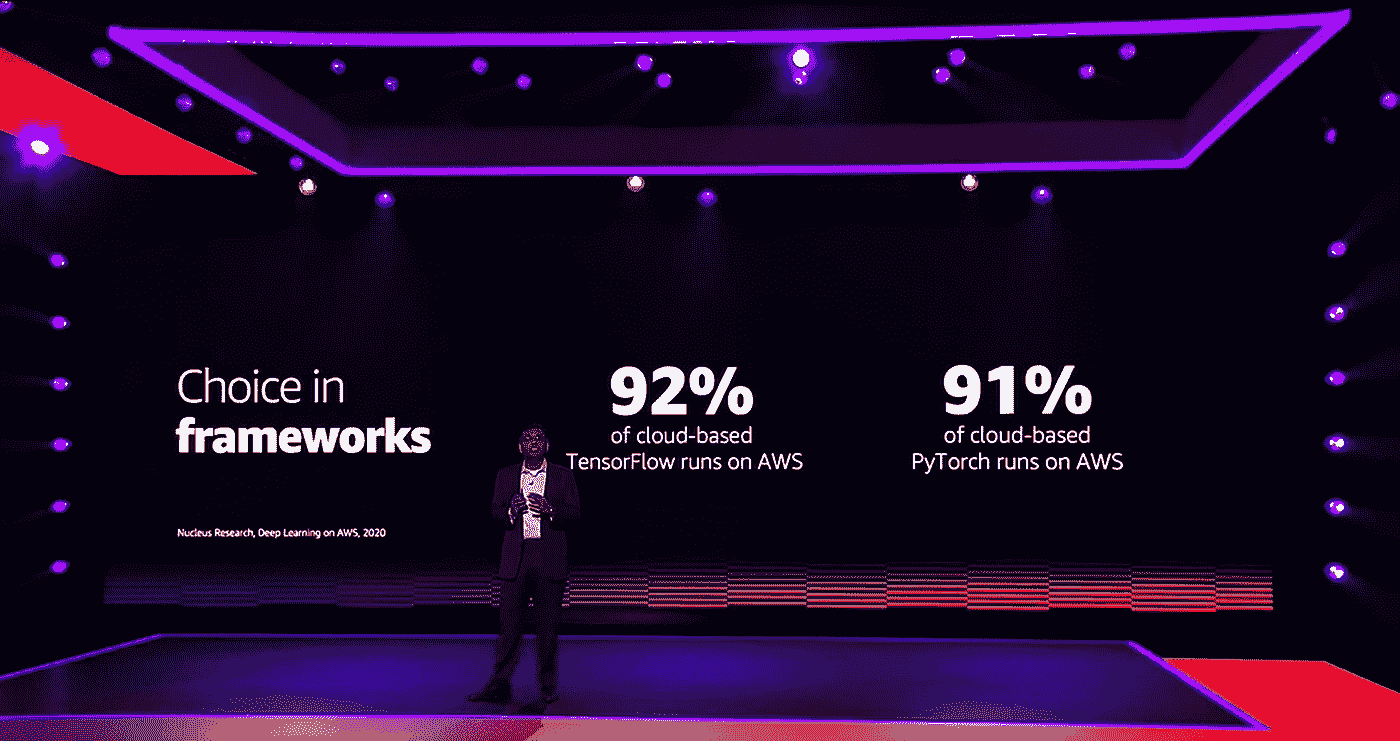 Choice in
frameworks
Nucleus Research, Deep Learning on AWS, 2020
92%
of cloud-based
TensorFlow runs on AWS
91%
of cloud-based
PyTorch runs on AWS